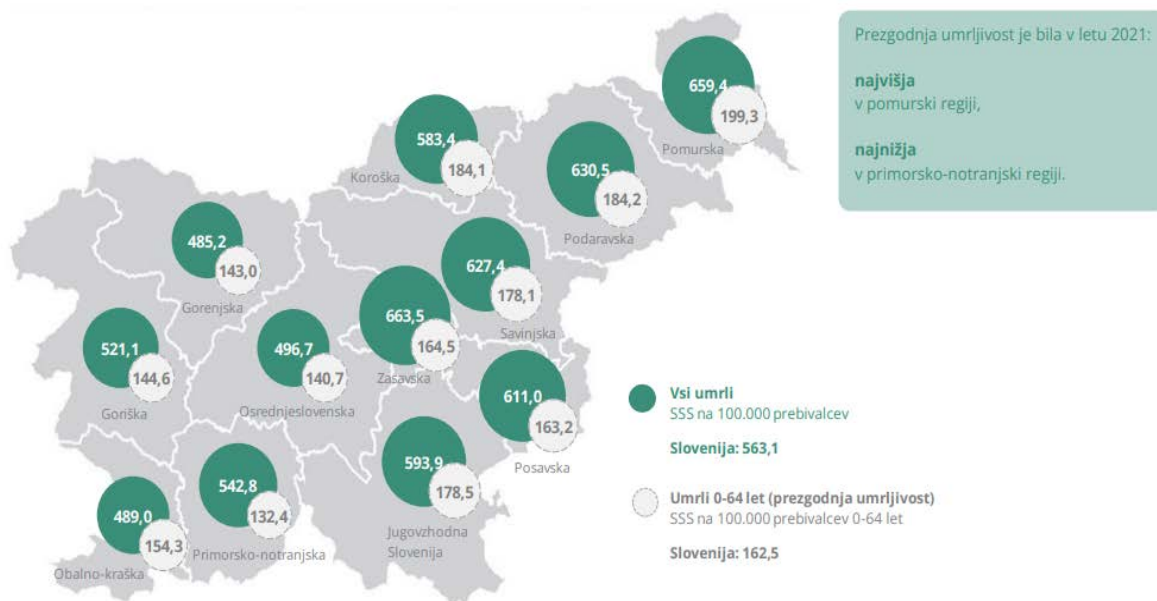 Prezgodnja umrljivost je bila v letu 2021:
najvišja
v pomurski regiji,
najnižja
v primorsko-notranjski regiji.
659,4
199,3
Pomurska
583,4
184,1
Koroška
630,5
184,2
Podaravska
485,2
143,0
Gorenjska
627,4
178,1
Savinjska
663,5
164,5
Zasavska
521,1
144,6
Goriška
496,7
140,7
Osrednjeslovenska
611,0
163,2
Posavska
593,9
178,5
Jugovzhodna
Slovenija
542,8
132,4
Primorsko-notranjska
489,0
154,3
Obalno-kraška
Vsi umrli
SSS na 100.000 prebivalcev
Slovenija: 563,1
Umrli 0-64 let (prezgodnja umrljivost)
SSS na 100.000 prebivalcev 0-64 let
Slovenija: 162,5